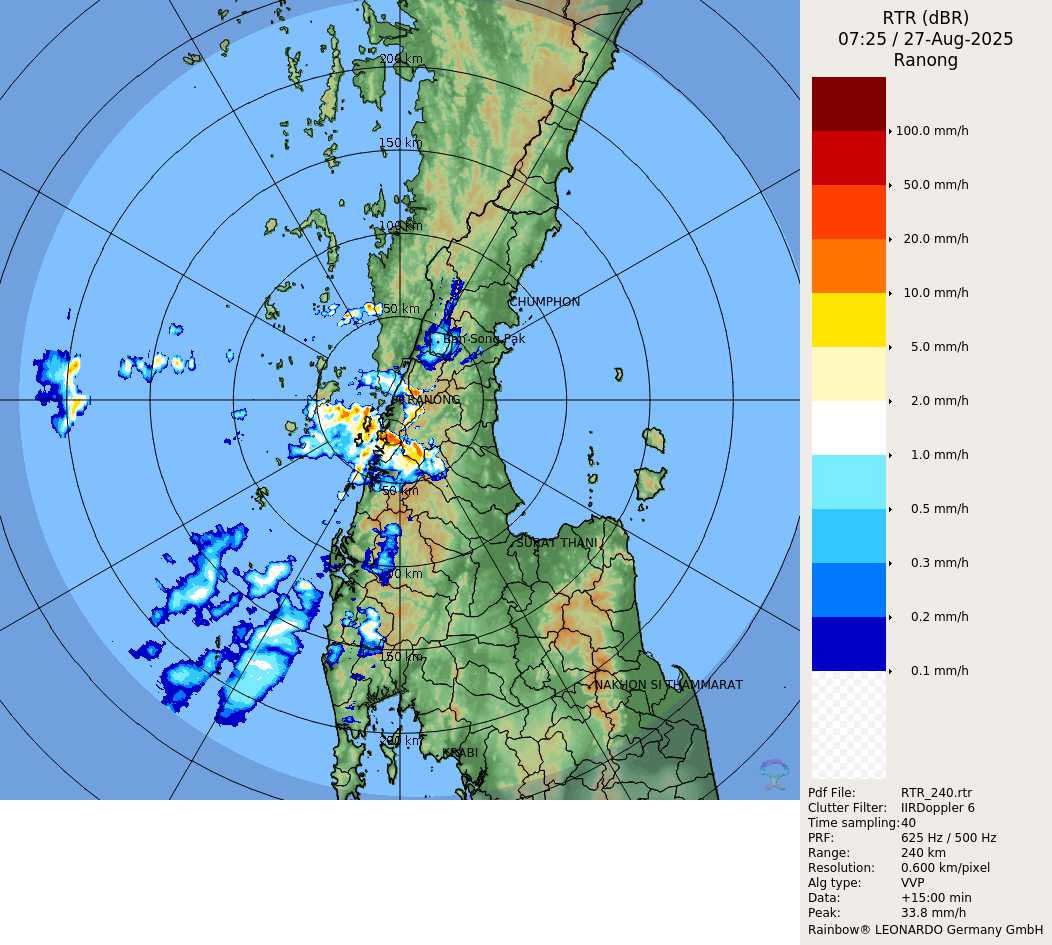 RTR (dBR)
07:25 / 27-Aug-2025
Ranong
100.0 mm/h
50.0 mm/h
20.0 mm/h
10.0 mm/h
5.0 mm/h
2.0 mm/h
1.0 mm/h
0.5 mm/h
0.3 mm/h
0.2 mm/h
0.1 mm/h
Pdf File: RTR_240.rtr
Clutter Filter: IIRDoppler 6
Time sampling: 40
PRF: 625 Hz / 500 Hz
Range: 240 km
Resolution: 0.600 km/pixel
Alg type: VVP
Data: +15:00 min
Peak: 33.8 mm/h
Rainbow® LEONARDO Germany GmbH
200 km
150 km
100 km
CHUMPHON
50 km
Ban Song Pak
RANONG
50 km
SURAT THANI
100 km
150 km
NAKHON SI THAMMARAT
200 km
KRABI